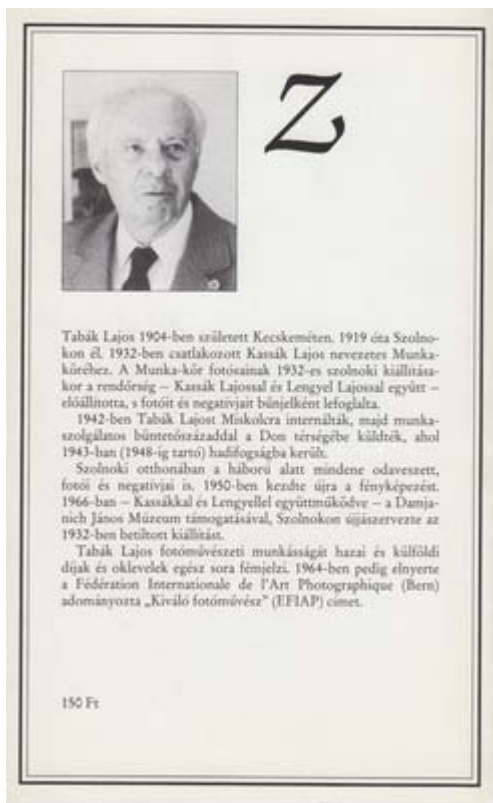 Z
Tabák Lajos 1904-ben született Kecskeméten. 1919 óta Szolno-
kon él. 1932-ben csatlakozott Kassák Lajos nevezetes Munka-
köréhez. A Munka-kör fotósainak 1932-es szolnoki kiállítása-
kor a rendőrség – Kassák Lajossal és Lengyel Lajossal együtt –
előállította, s fotóit és negatívjait bűnjelként lefoglalta.
1942-ben Tabák Lajost Miskolcra internálták, majd munka-
szolgálatos büntetőszázaddal a Don térségébe küldték, ahol
1943-ban (1948-ig tartó) hadifogságba került.
Szolnoki otthonában a háború alatt mindene odaveszett,
fotói és negatívjai is. 1950-ben kezdte újra a fényképezést.
1966-ban – Kassákkal és Lengyellel együttműködve – a Damja-
nich János Múzeum támogatásával, Szolnokon újjászervezte az
1932-ben betiltott kiállítást.
Tabák Lajos fotóművészeti munkásságát hazai és külföldi
díjak és oklevelek egész sora fémjelzi. 1964-ben pedig elnyerte
a Fédération Internationale de l'Art Photographique (Bern)
adományozta „Kiváló fotóművész" (EFIAP) címet.
150 Ft